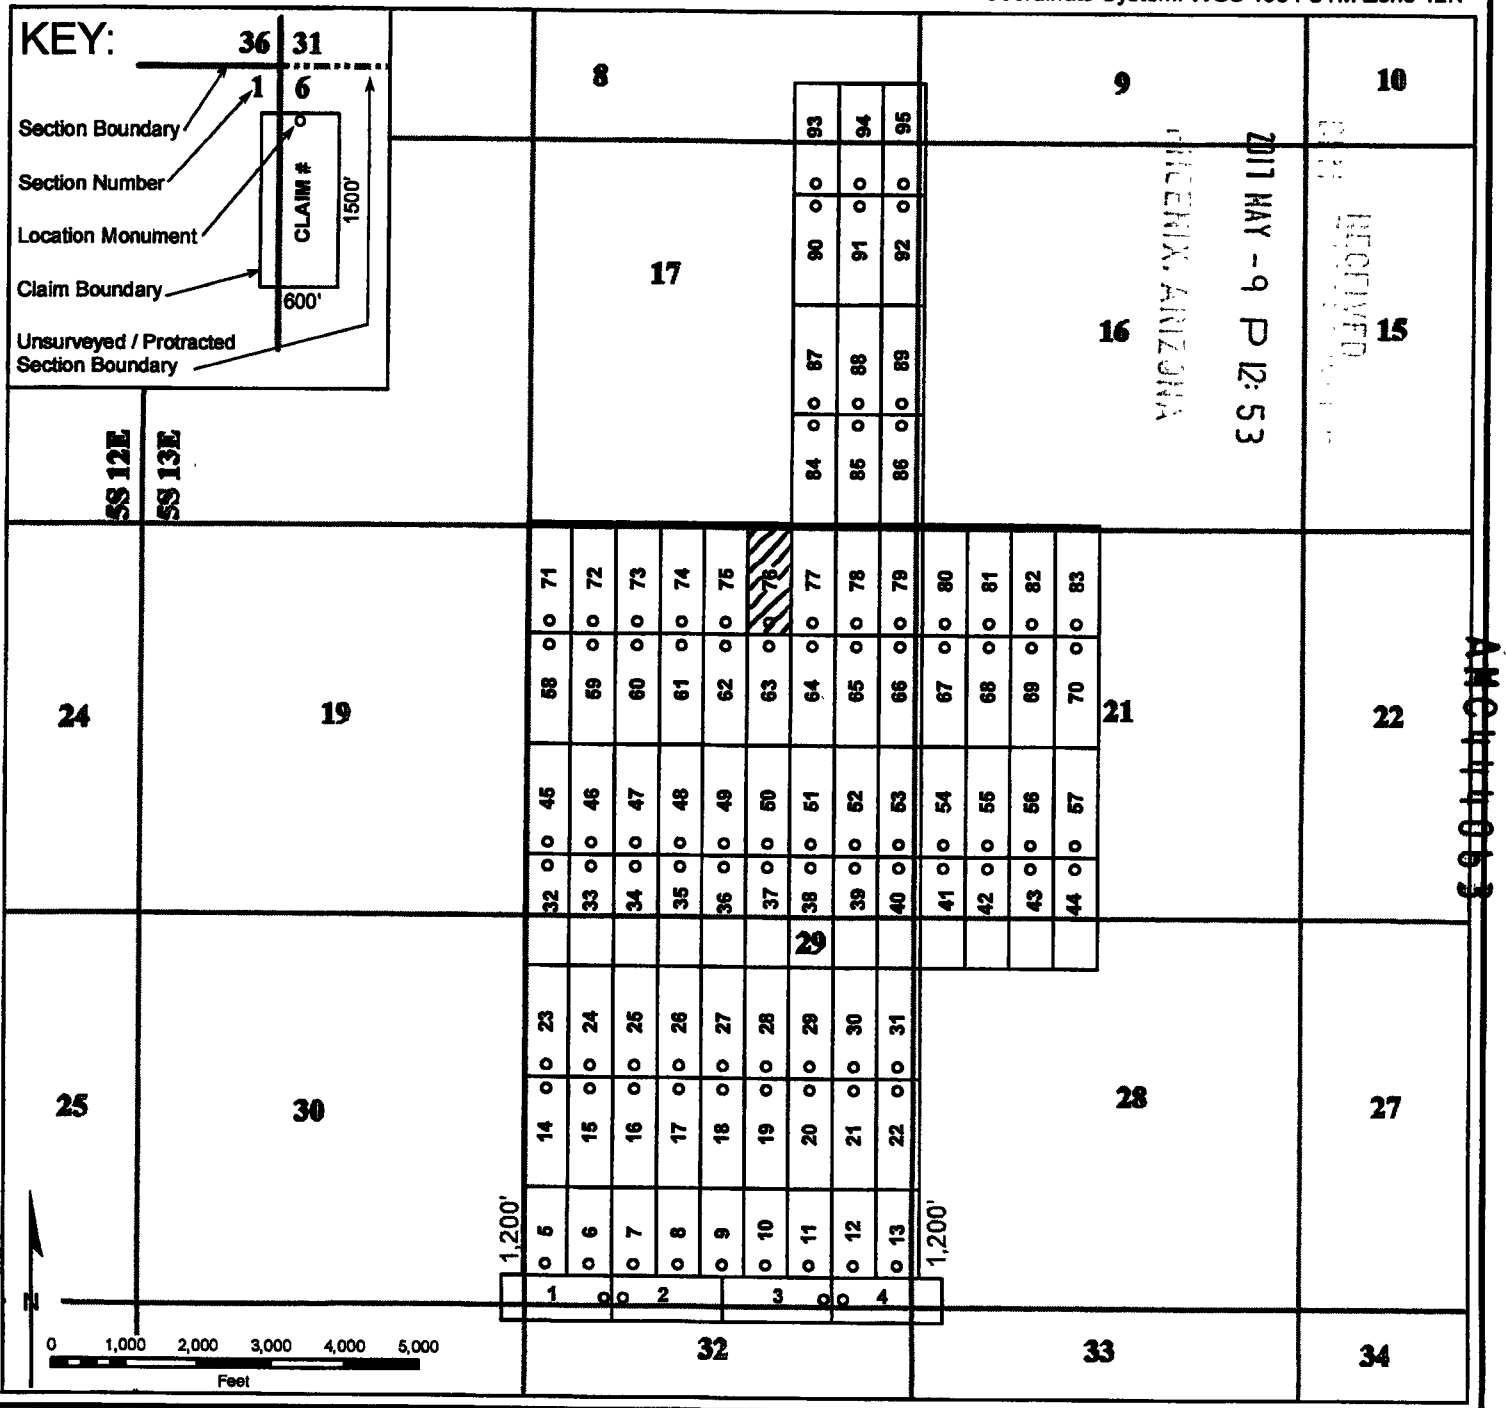 KEY:
36 31
1 6
Section Boundary
Section Number
Location Monument
Claim Boundary
Unsurveyed / Protracted
Section Boundary
CLAIM #
1500'
600'
8 9 10
93 94 95
17 16 15
90 91 92
87 88 89
84 85 86
PHOENIX, ARIZONA
2017 MAY -9 P 12:53
RECEIVED
5S 12E
5S 13E
71 72 73 74 75 76 77 78 79 80 81 82 83
58 59 60 61 62 63 64 65 66 67 68 69 70
24 19 21 22
45 46 47 48 49 50 51 52 53 54 55 56 57
32 33 34 35 36 37 38 39 40 41 42 43 44
29
23 24 25 26 27 28 29 30 31
25 30 28 27
14 15 16 17 18 19 20 21 22
1,200' 5 6 7 8 9 10 11 12 13 1,200'
1 2 3 4
N
32 33 34
0 1,000 2,000 3,000 4,000 5,000
Feet